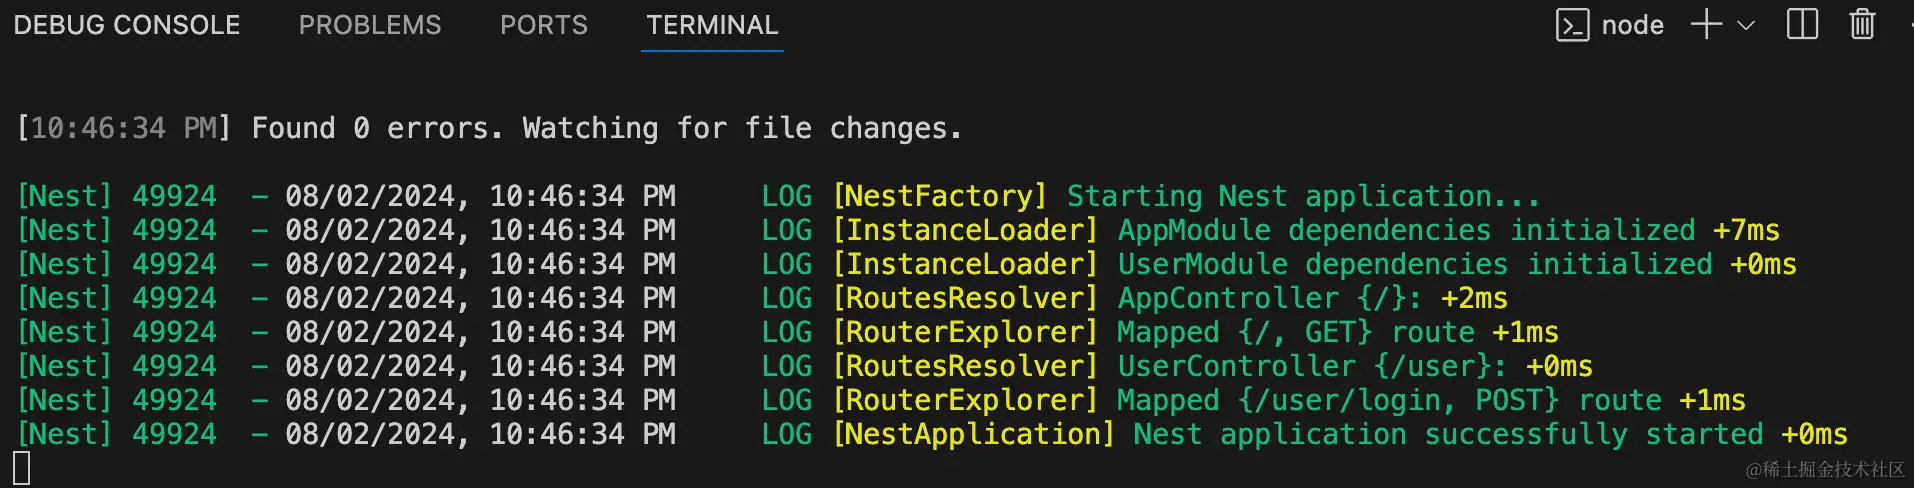 DEBUG CONSOLE PROBLEMS PORTS TERMINAL node
[10:46:34 PM] Found 0 errors. Watching for file changes.
[Nest] 49924  - 08/02/2024, 10:46:34 PM     LOG [NestFactory] Starting Nest application...
[Nest] 49924  - 08/02/2024, 10:46:34 PM     LOG [InstanceLoader] AppModule dependencies initialized +7ms
[Nest] 49924  - 08/02/2024, 10:46:34 PM     LOG [InstanceLoader] UserModule dependencies initialized +0ms
[Nest] 49924  - 08/02/2024, 10:46:34 PM     LOG [RoutesResolver] AppController {/}: +2ms
[Nest] 49924  - 08/02/2024, 10:46:34 PM     LOG [RouterExplorer] Mapped {/, GET} route +1ms
[Nest] 49924  - 08/02/2024, 10:46:34 PM     LOG [RoutesResolver] UserController {/user}: +0ms
[Nest] 49924  - 08/02/2024, 10:46:34 PM     LOG [RouterExplorer] Mapped {/user/login, POST} route +1ms
[Nest] 49924  - 08/02/2024, 10:46:34 PM     LOG [NestApplication] Nest application successfully started +0ms
@稀土掘金技术社区